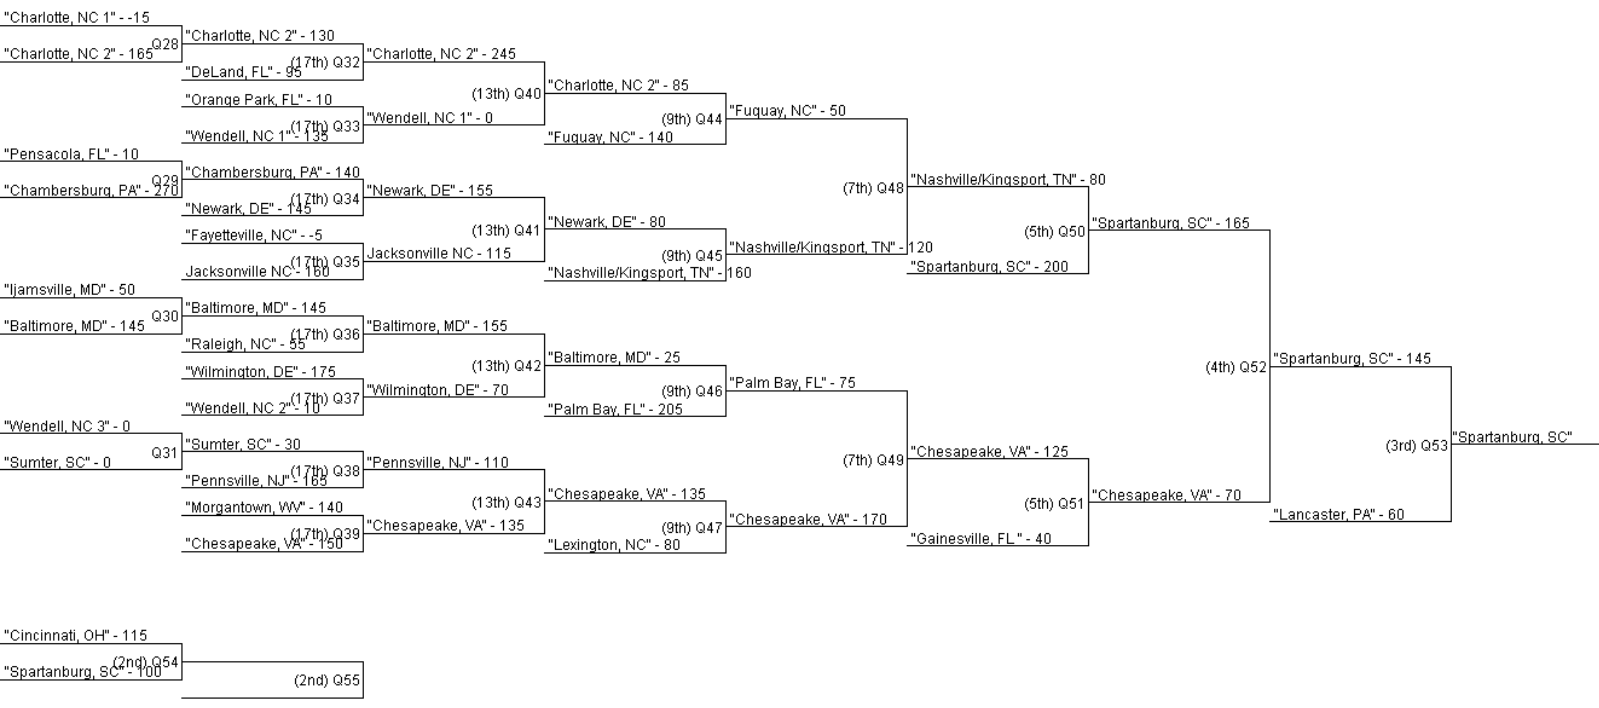 "Charlotte, NC 1" - -15
Q28
"Charlotte, NC 2" - 165
"Charlotte, NC 2" - 130
(17th) Q32
"DeLand, FL" - 95
"Charlotte, NC 2" - 245
(13th) Q40
"Orange Park, FL" - 10
(17th) Q33
"Wendell, NC 1" - 135
"Wendell, NC 1" - 0
"Charlotte, NC 2" - 85
(9th) Q44
"Fuquay, NC" - 140
"Fuquay, NC" - 50
"Pensacola, FL" - 10
Q29
"Chambersburg, PA" - 270
"Chambersburg, PA" - 140
(17th) Q34
"Newark, DE" - 145
"Newark, DE" - 155
(13th) Q41
"Fayetteville, NC" - -5
(17th) Q35
Jacksonville NC - 160
Jacksonville NC - 115
"Newark, DE" - 80
(9th) Q45
"Nashville/Kingsport, TN" - 160
"Nashville/Kingsport, TN" - 120
(7th) Q48
"Nashville/Kingsport, TN" - 80
(5th) Q50
"Spartanburg, SC" - 200
"Spartanburg, SC" - 165
"Ijamsville, MD" - 50
Q30
"Baltimore, MD" - 145
"Baltimore, MD" - 145
(17th) Q36
"Raleigh, NC" - 55
"Baltimore, MD" - 155
(13th) Q42
"Wilmington, DE" - 175
(17th) Q37
"Wendell, NC 2" - 10
"Wilmington, DE" - 70
"Baltimore, MD" - 25
(9th) Q46
"Palm Bay, FL" - 205
"Palm Bay, FL" - 75
(7th) Q49
"Wendell, NC 3" - 0
Q31
"Sumter, SC" - 0
"Sumter, SC" - 30
(17th) Q38
"Pennsville, NJ" - 165
"Pennsville, NJ" - 110
(13th) Q43
"Morgantown, WV" - 140
(17th) Q39
"Chesapeake, VA" - 150
"Chesapeake, VA" - 135
"Chesapeake, VA" - 135
(9th) Q47
"Lexington, NC" - 80
"Chesapeake, VA" - 170
"Chesapeake, VA" - 125
(5th) Q51
"Gainesville, FL " - 40
"Chesapeake, VA" - 70
(4th) Q52
"Spartanburg, SC" - 145
(3rd) Q53
"Lancaster, PA" - 60
"Spartanburg, SC"
"Cincinnati, OH" - 115
(2nd) Q54
"Spartanburg, SC" - 100
(2nd) Q55